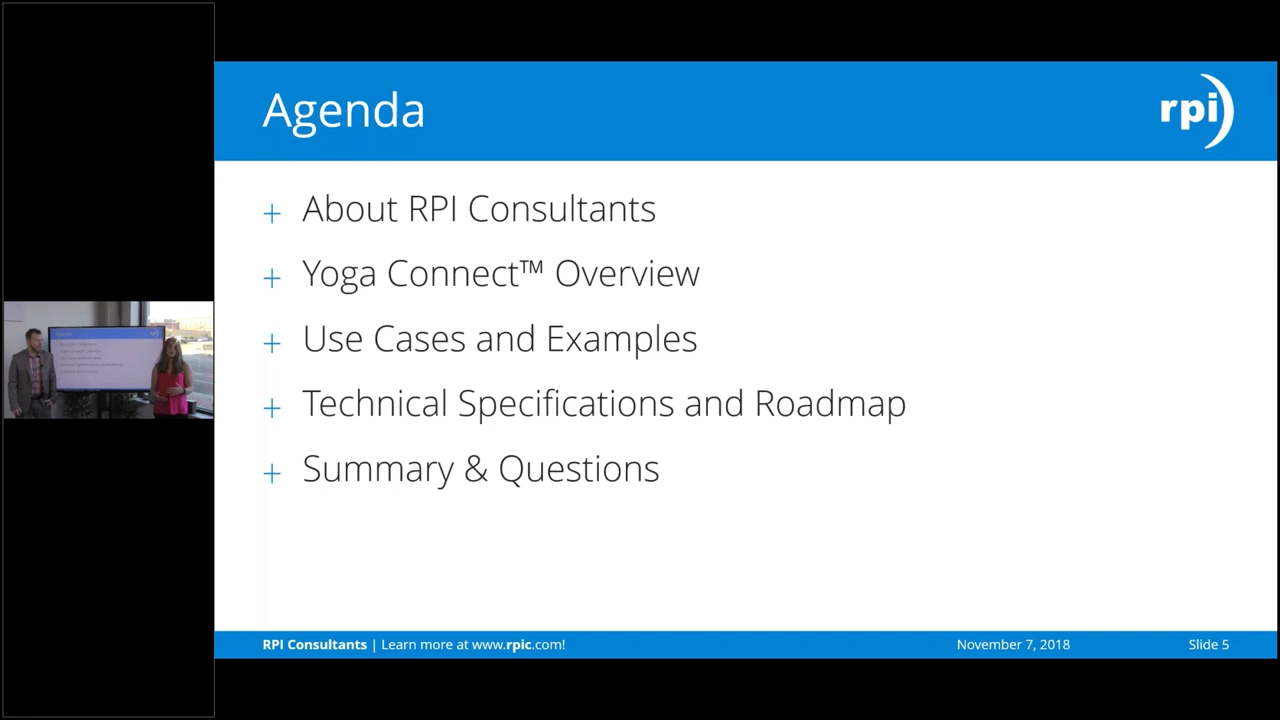 Agenda
rpi
+ About RPI Consultants
+ Yoga Connect™ Overview
+ Use Cases and Examples
+ Technical Specifications and Roadmap
+ Summary & Questions
RPI Consultants | Learn more at www.rpic.com! November 7, 2018 Slide 5